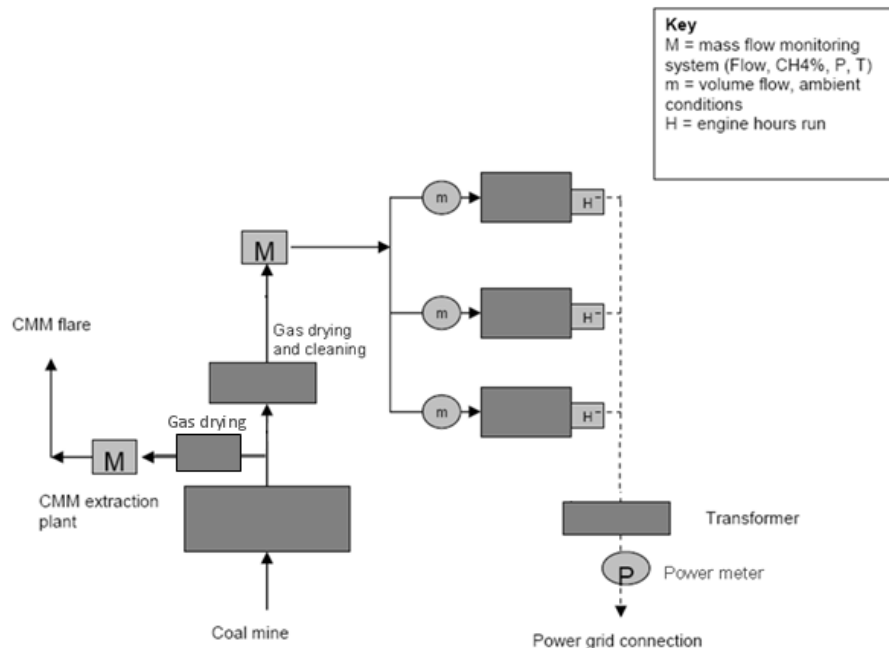 Key
M = mass flow monitoring
system (Flow, CH4%, P, T)
m = volume flow, ambient
conditions
H = engine hours run
m
H
M
CMM flare
Gas drying
and cleaning
m
H
Gas drying
m
H
M
CMM extraction
plant
Transformer
P
Power meter
Coal mine
Power grid connection